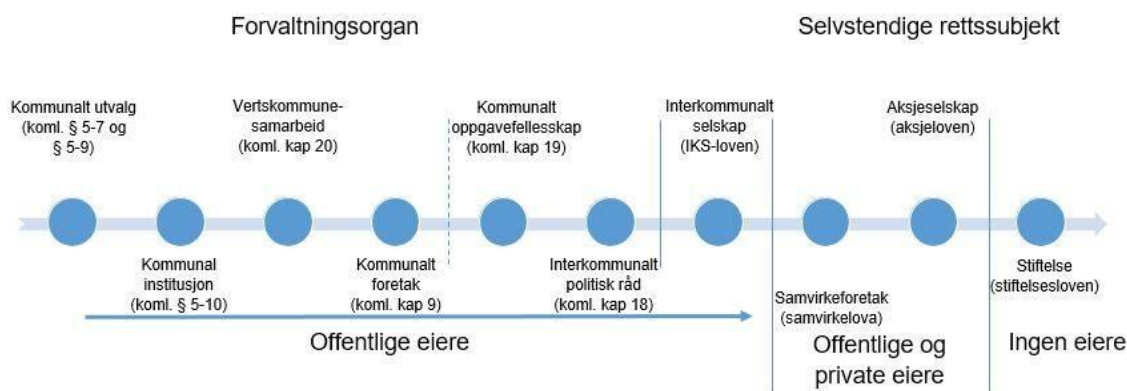 Forvaltningsorgan
Selvstendige rettssubjekt
Kommunalt utvalg
(koml. § 5-7 og
§ 5-9)
Vertskommune-
samarbeid
(koml. kap 20)
Kommunalt
oppgavefellesskap
(koml. kap 19)
Interkommunalt
selskap
(IKS-loven)
Aksjeselskap
(aksjeloven)
Kommunal
institusjon
(koml. § 5-10)
Kommunalt
foretak
(koml. kap 9)
Interkommunalt
politisk råd
(koml. kap 18)
Samvirkeforetak
(samvirkelova)
Stiftelse
(stiftelsesloven)
Offentlige eiere
Offentlige og
private eiere
Ingen eiere